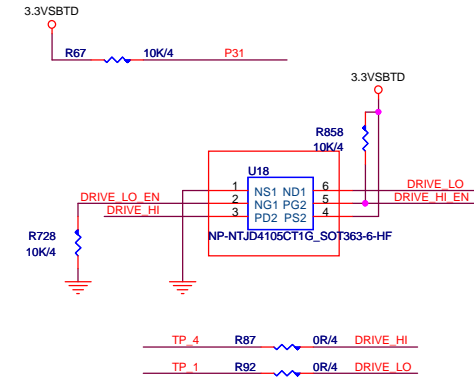 3.3VSBTD
R67 10K/4 P31
3.3VSBTD
R858
10K/4
U18
1 NS1 ND1 6 DRIVE_LO
DRIVE_LO_EN 2 NG1 PG2 5 DRIVE_HI_EN
DRIVE_HI 3 PD2 PS2 4
NP-NTJD4105CT1G_SOT363-6-HF
R728
10K/4
TP_4 R87 0R/4 DRIVE_HI
TP_1 R92 0R/4 DRIVE_LO